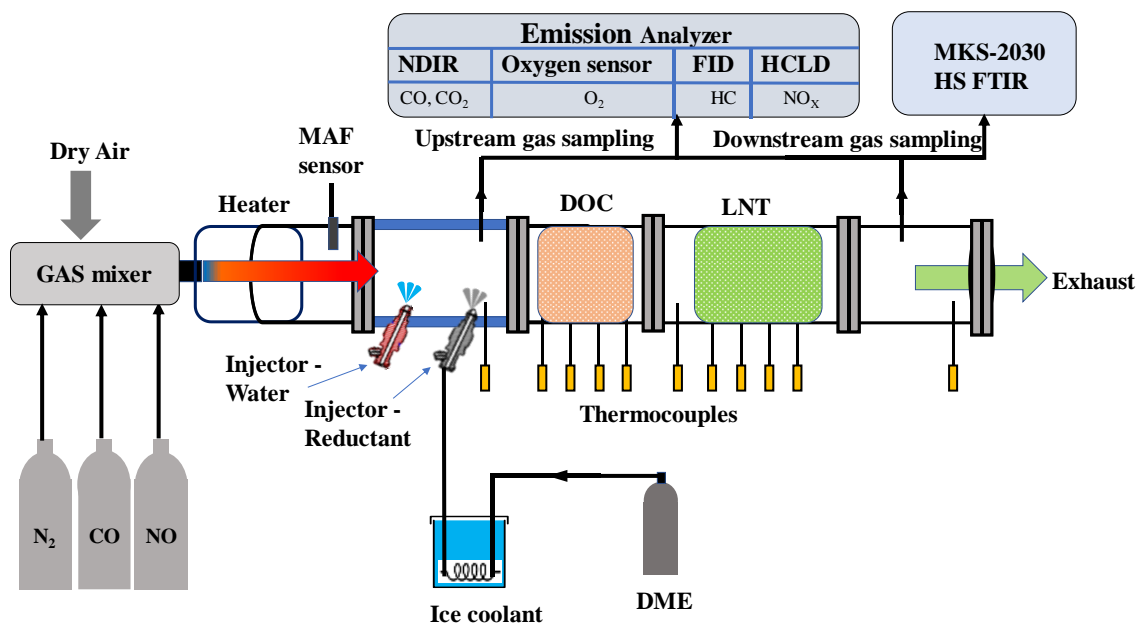 Emission Analyzer
NDIR Oxygen sensor FID HCLD
CO, CO₂ O₂ HC NOX
MKS-2030
HS FTIR
Upstream gas sampling
Downstream gas sampling
MAF
sensor
Dry Air
Heater
DOC
LNT
GAS mixer
Exhaust
Injector -
Water
Injector -
Reductant
Thermocouples
N₂
CO
NO
Ice coolant
DME